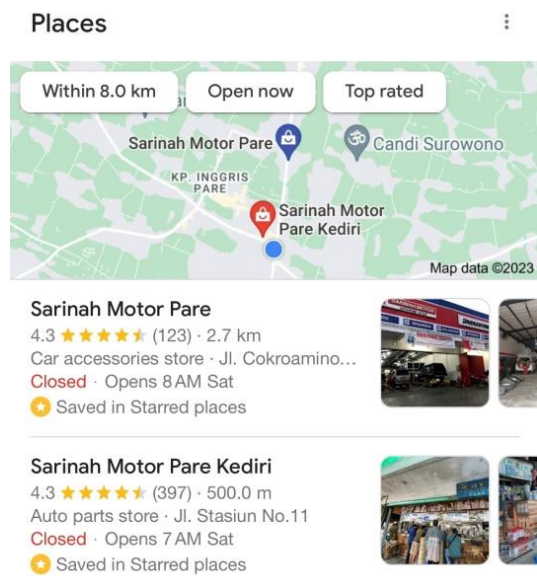 Places
Within 8.0 km
Open now
Top rated
Sarinah Motor Pare
Candi Surowono
KP. INGGRIS
PARE
Sarinah Motor
Pare Kediri
Map data ©2023
Sarinah Motor Pare
4.3 (123) · 2.7 km
Car accessories store · Jl. Cokroamino...
Closed · Opens 8 AM Sat
Saved in Starred places
Sarinah Motor Pare Kediri
4.3 (397) · 500.0 m
Auto parts store · Jl. Stasiun No.11
Closed · Opens 7 AM Sat
Saved in Starred places